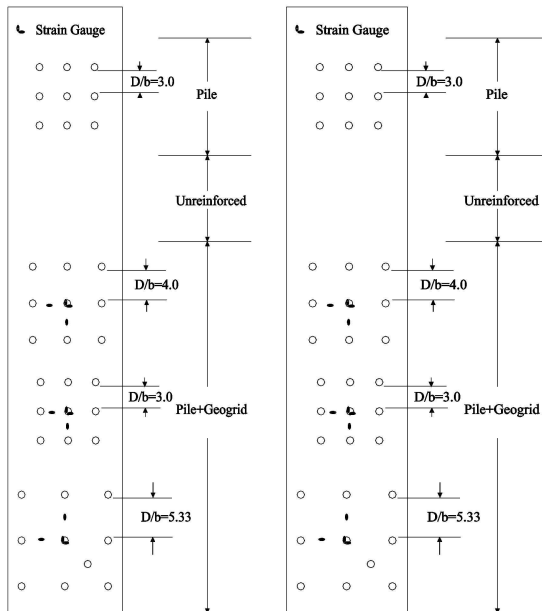 Strain Gauge
D/b=3.0
Pile
Unreinforced
D/b=4.0
D/b=3.0
Pile+Geogrid
D/b=5.33
Strain Gauge
D/b=3.0
Pile
Unreinforced
D/b=4.0
D/b=3.0
Pile+Geogrid
D/b=5.33